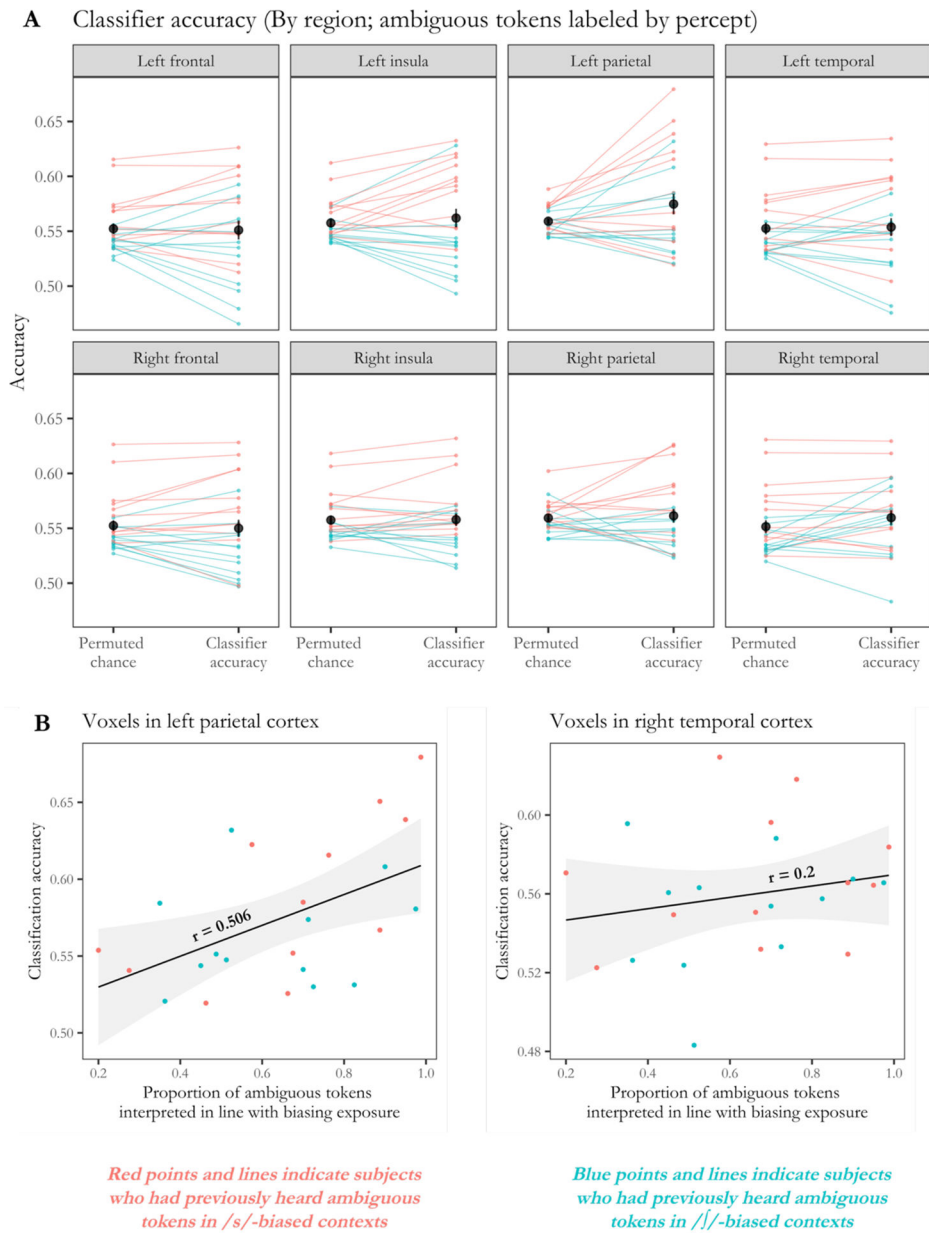 A Classifier accuracy (By region; ambiguous tokens labeled by percept)
Left frontal Left insula Left parietal Left temporal
0.65
0.60
0.55
0.50
Accuracy
Right frontal Right insula Right parietal Right temporal
0.65
0.60
0.55
0.50
Permuted Classifier Permuted Classifier Permuted Classifier Permuted Classifier
chance accuracy chance accuracy chance accuracy chance accuracy
B Voxels in left parietal cortex
Classification accuracy
0.65
0.60
0.55
0.50
r = 0.506
0.2 0.4 0.6 0.8 1.0
Proportion of ambiguous tokens
interpreted in line with biasing exposure
Voxels in right temporal cortex
Classification accuracy
0.60
0.56
0.52
0.48
r = 0.2
0.2 0.4 0.6 0.8 1.0
Proportion of ambiguous tokens
interpreted in line with biasing exposure
Red points and lines indicate subjects
who had previously heard ambiguous
tokens in /s/-biased contexts
Blue points and lines indicate subjects
who had previously heard ambiguous
tokens in /ʃ/-biased contexts